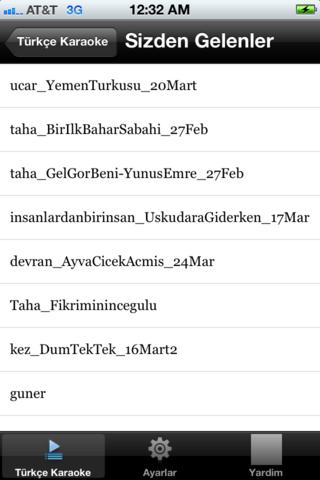 AT&T 3G 12:32 AM
Türkçe Karaoke Sizden Gelenler
ucar_YemenTurkusu_20Mart
taha_BirIlkBaharSabahi_27Feb
taha_GelGorBeni-YunusEmre_27Feb
insanlardanbirinsan_UskudaraGiderken_17Mar
devran_AyvaCicekAcmis_24Mar
Taha_Fikriminincegulu
kez_DumTekTek_16Mart2
guner
Türkçe Karaoke Ayarlar Yardim